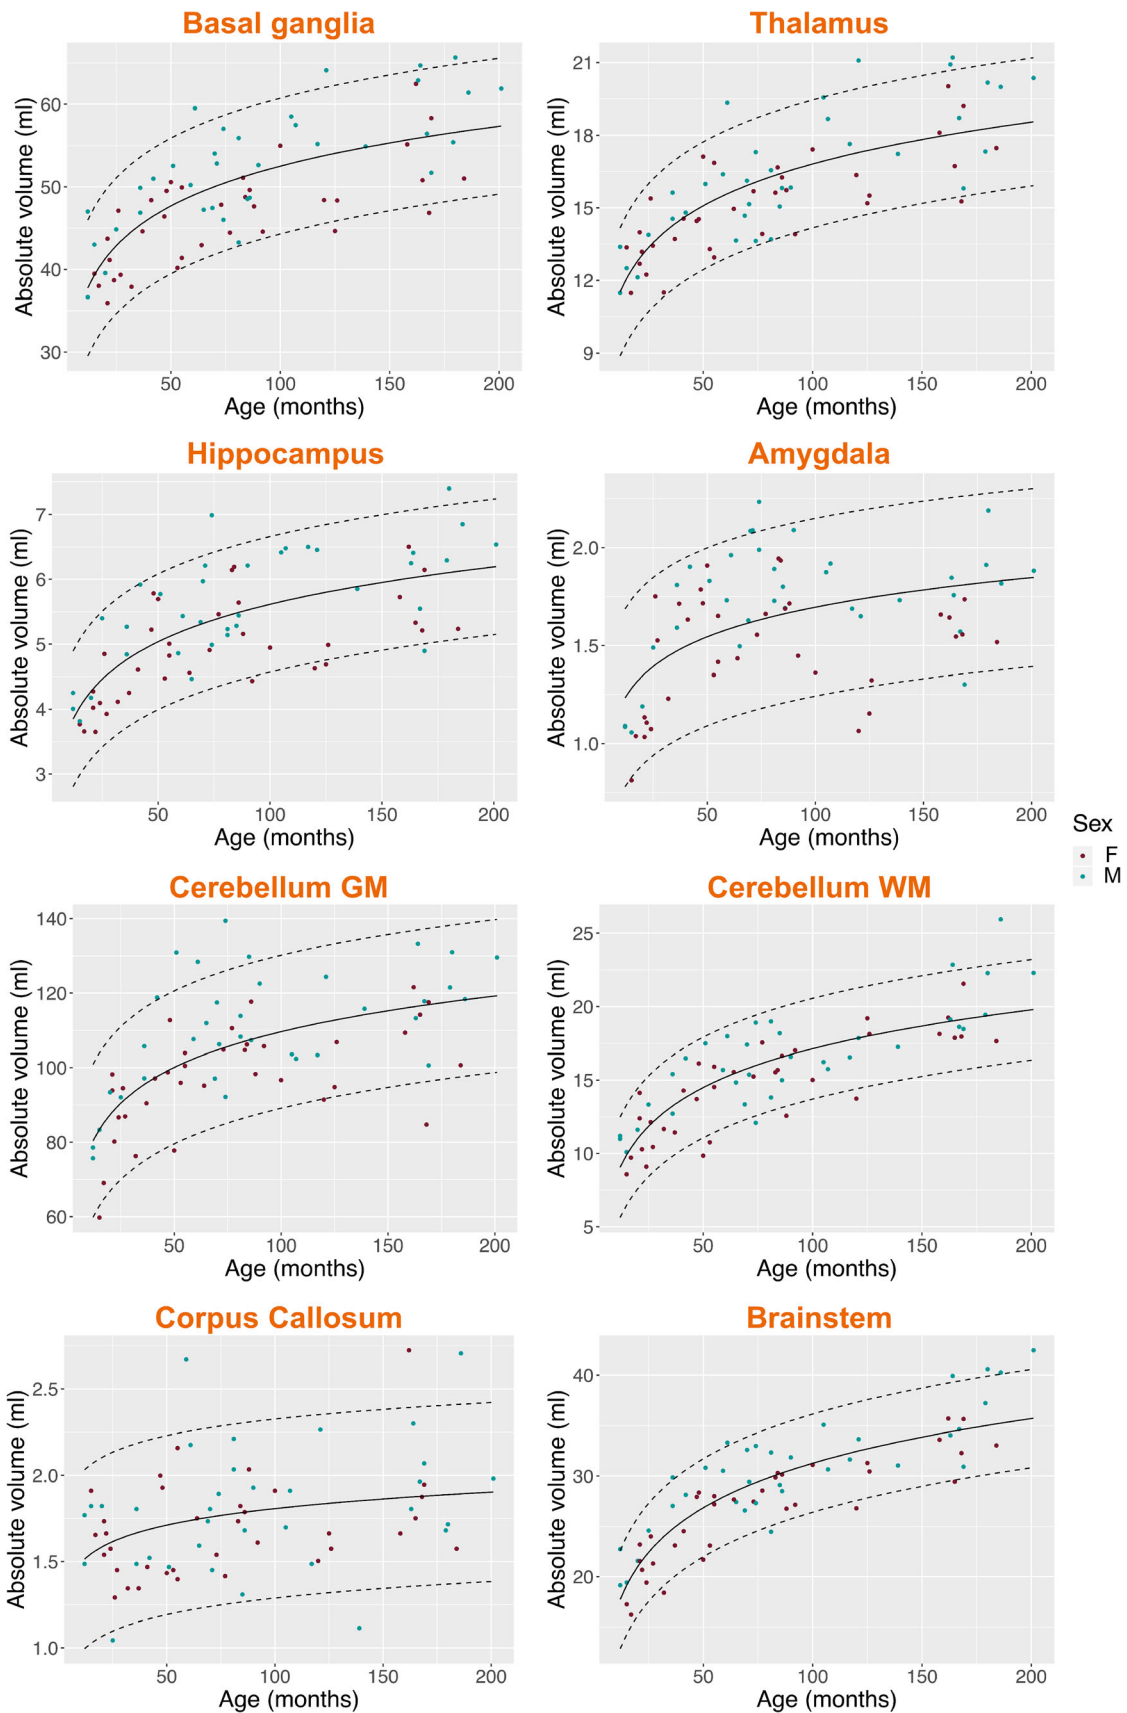 Basal ganglia
Absolute volume (ml)
60
50
40
30
50 100 150 200
Age (months)
Thalamus
Absolute volume (ml)
21
18
15
12
9
50 100 150 200
Age (months)
Hippocampus
Absolute volume (ml)
7
6
5
4
3
50 100 150 200
Age (months)
Amygdala
Absolute volume (ml)
2.0
1.5
1.0
50 100 150 200
Age (months)
Sex
F
M
Cerebellum GM
Absolute volume (ml)
140
120
100
80
60
50 100 150 200
Age (months)
Cerebellum WM
Absolute volume (ml)
25
20
15
10
5
50 100 150 200
Age (months)
Corpus Callosum
Absolute volume (ml)
2.5
2.0
1.5
1.0
50 100 150 200
Age (months)
Brainstem
Absolute volume (ml)
40
30
20
50 100 150 200
Age (months)